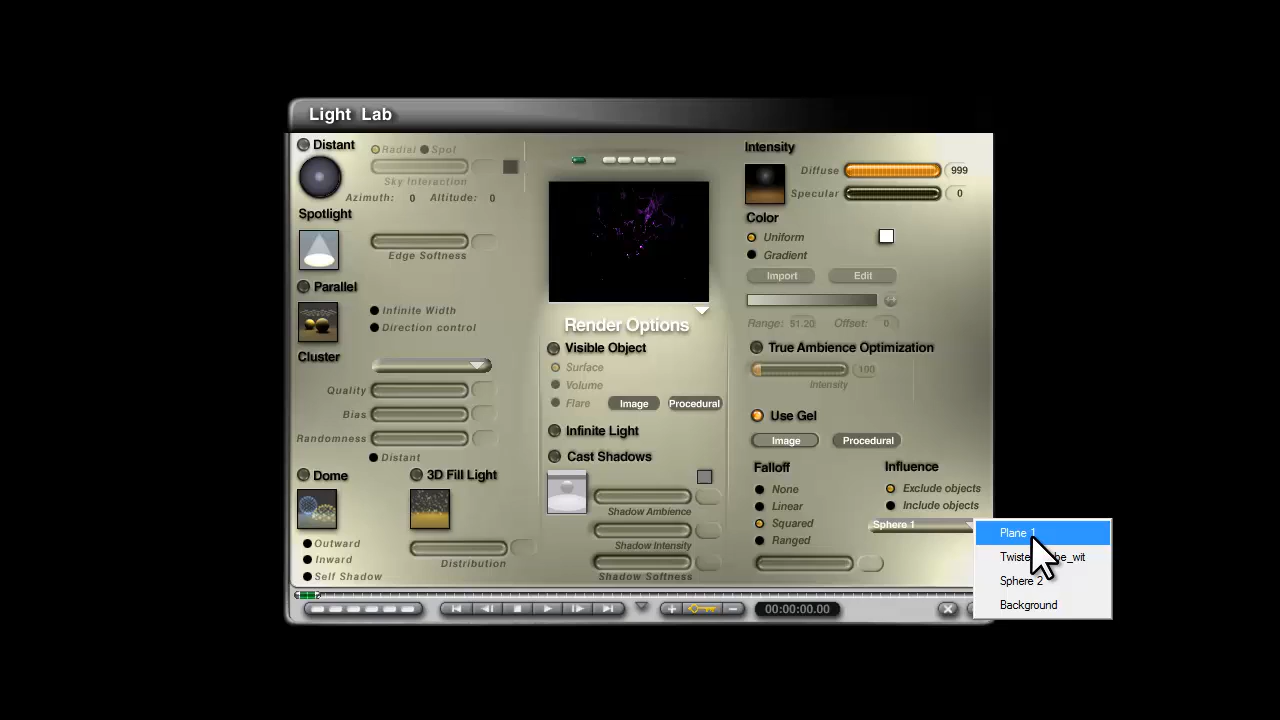 Light Lab
Distant
Radial Spot
Sky Interaction
Azimuth: 0 Altitude: 0
Spotlight
Edge Softness
Parallel
Infinite Width
Direction control
Cluster
Quality
Bias
Randomness
Distant
Dome
3D Fill Light
Outward
Inward
Self Shadow
Distribution
Render Options
Visible Object
Surface
Volume
Flare
Image
Procedural
Infinite Light
Cast Shadows
Shadow Ambience
Shadow Intensity
Shadow Softness
Intensity
Diffuse 999
Specular 0
Color
Uniform
Gradient
Import
Edit
Range: 51.20 Offset: 0
True Ambience Optimization
100
Intensity
Use Gel
Image
Procedural
Falloff
None
Linear
Squared
Ranged
Influence
Exclude objects
Include objects
Sphere 1
Plane 1
Sphere 2
Background
00:00:00.00